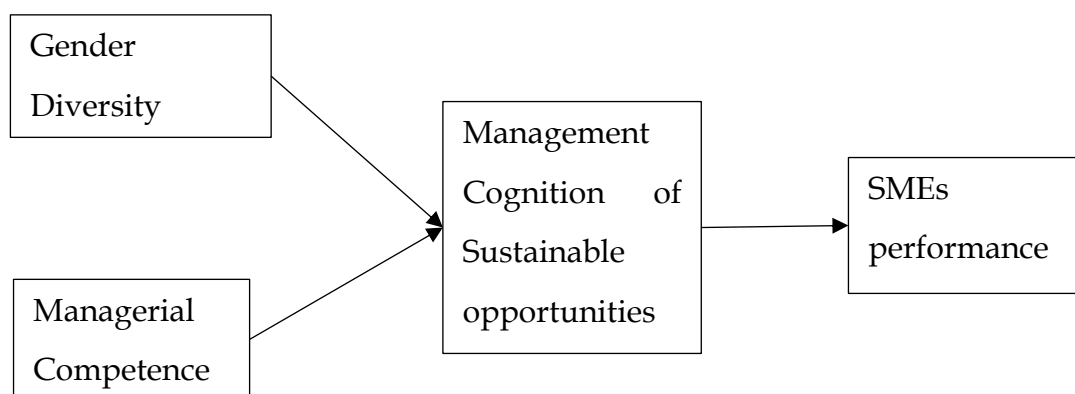 Gender
Diversity
Managerial
Competence
Management
Cognition of
Sustainable
opportunities
SMEs
performance